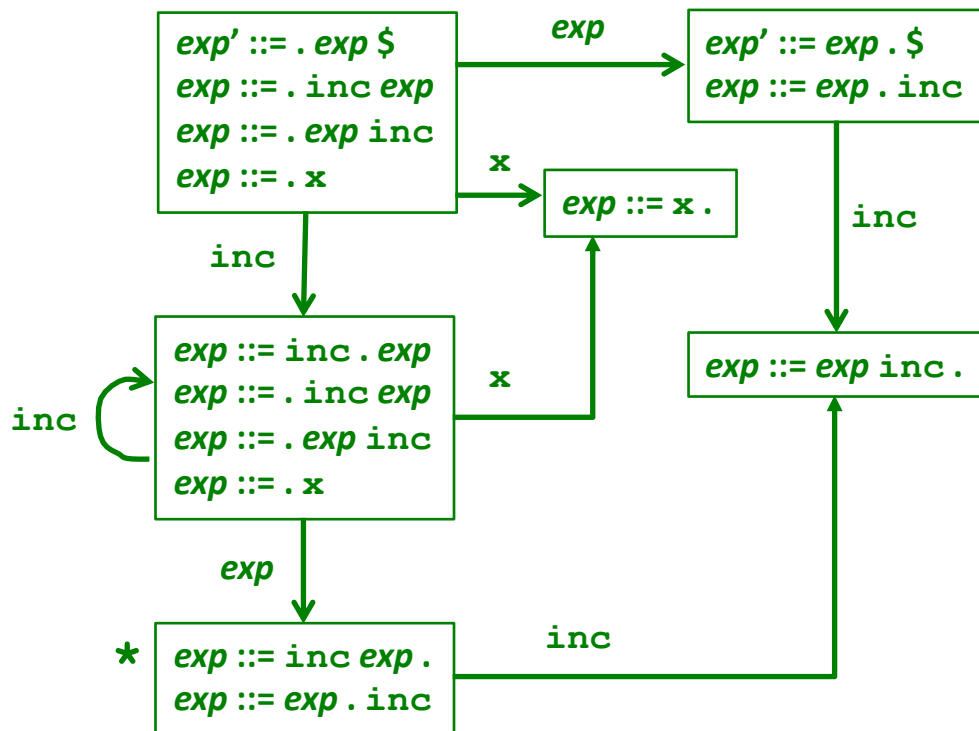 exp' ::= . exp $
exp ::= . inc exp
exp ::= . exp inc
exp ::= . x
exp
exp' ::= exp . $
exp ::= exp . inc
x
exp ::= x .
inc
inc
exp ::= inc . exp
exp ::= . inc exp
exp ::= . exp inc
exp ::= . x
inc
x
exp ::= exp inc .
exp
*
exp ::= inc exp .
exp ::= exp . inc
inc